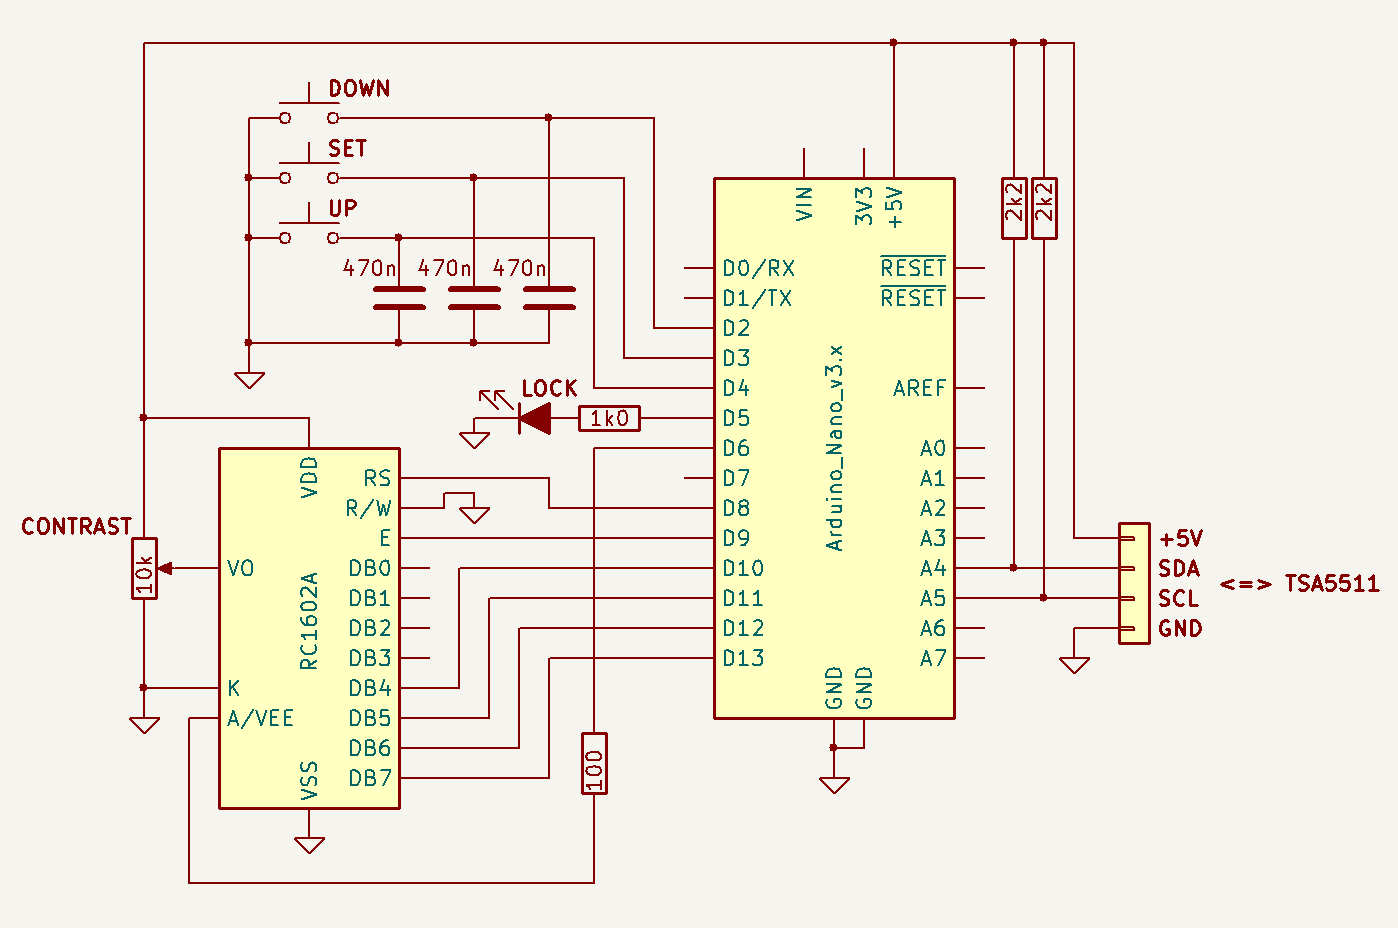 DOWN
SET
UP
470n 470n 470n
2k2 2k2
VIN 3V3 +5V
D0/RX
D1/TX
D2
D3
D4
D5
D6
D7
D8
D9
D10
D11
D12
D13
Arduino_Nano_v3.x
RESET
RESET
AREF
A0
A1
A2
A3
A4
A5
A6
A7
GND GND
LOCK
1k0
CONTRAST
10k
VDD
VO
K
A/VEE
VSS
RC1602A
RS
R/W
E
DB0
DB1
DB2
DB3
DB4
DB5
DB6
DB7
100
+5V
SDA
SCL
GND
<=> TSA5511